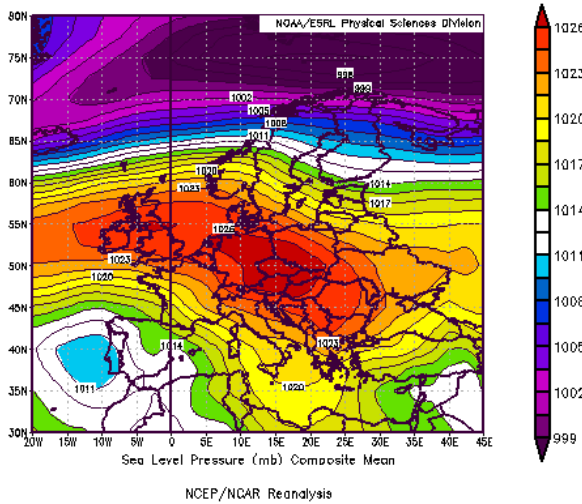 NOAA/ESRL Physical Sciences Division
80N
75N
70N
65N
60N
55N
50N
45N
40N
35N
30N
20W 15W 10W 5W 0 5E 10E 15E 20E 25E 30E 35E 40E 45E
998
999
1002
1005
1008
1011
1020
1023
1014
1017
1025
1023
1020
1014
1011
1023
1020
1026
1023
1020
1017
1014
1011
1008
1005
1002
999
Sea Level Pressure (mb) Composite Mean
NCEP/NCAR Reanalysis